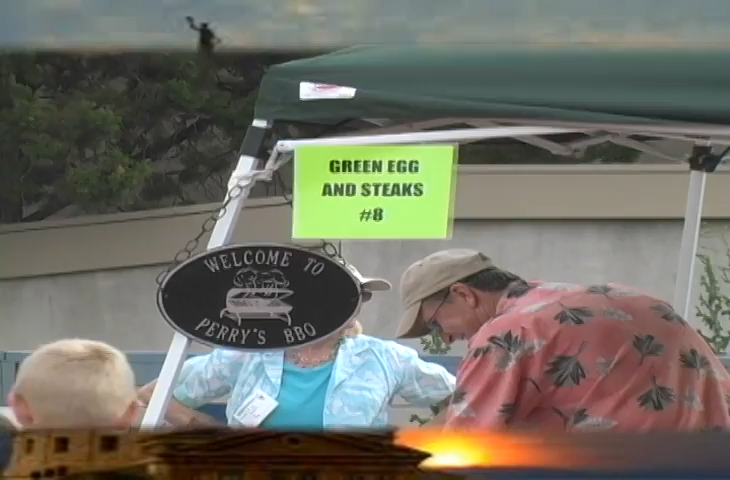 GREEN EGG
AND STEAKS
#8
WELCOME TO
PERRY'S BBQ